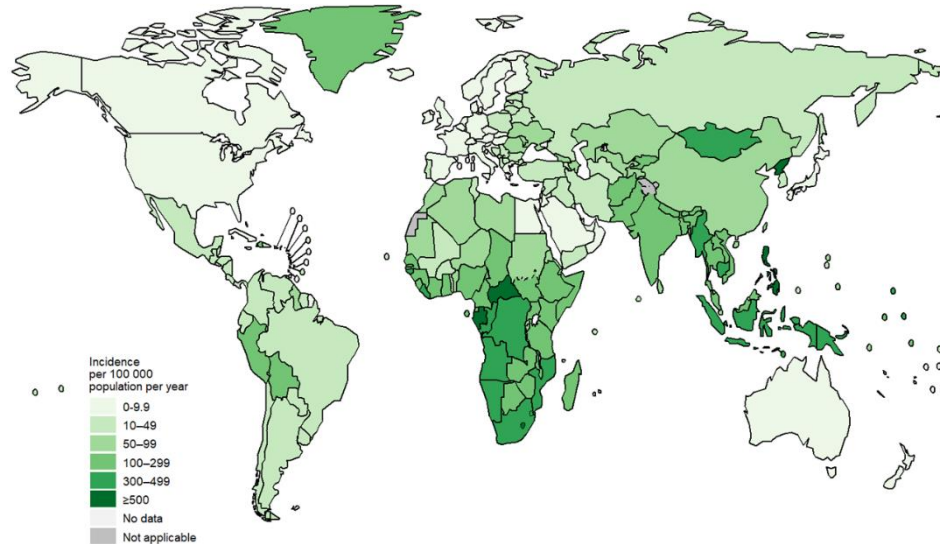 Incidence
per 100 000
population per year
0-9.9
10–49
50–99
100–299
300–499
≥500
No data
Not applicable